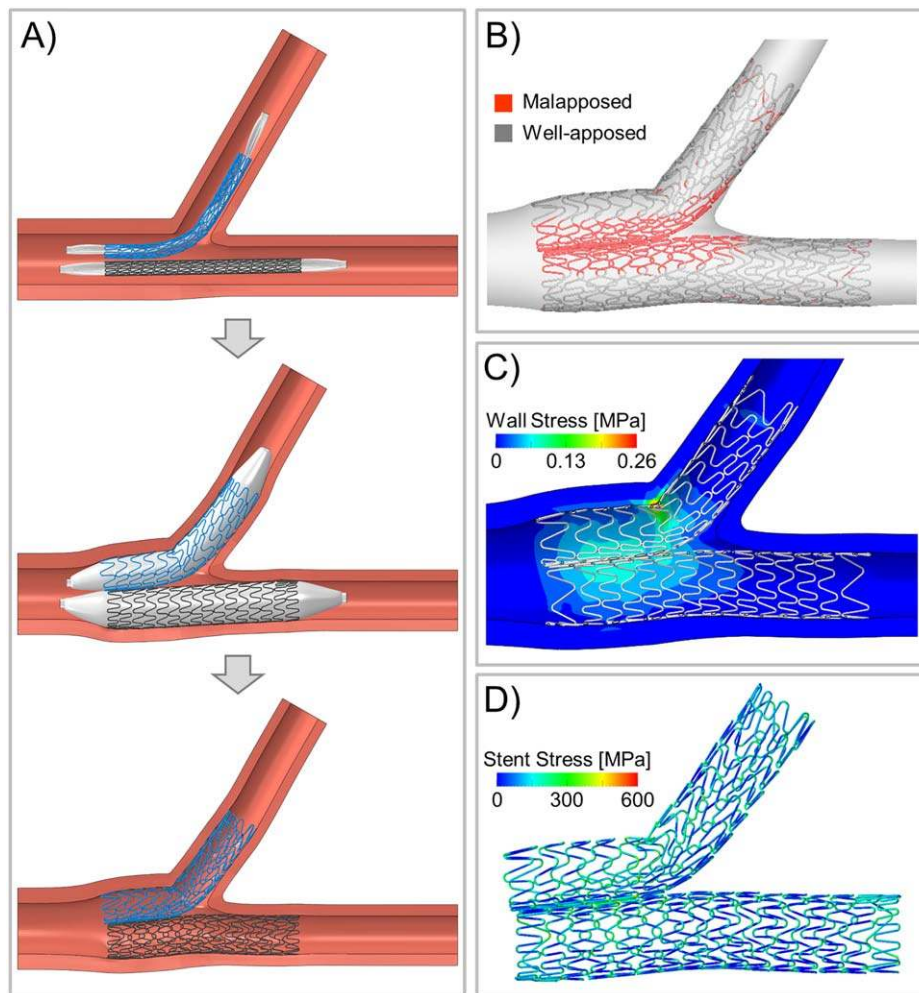 A)
B)
Malapposed
Well-apposed
C)
Wall Stress [MPa]
0 0.13 0.26
D)
Stent Stress [MPa]
0 300 600